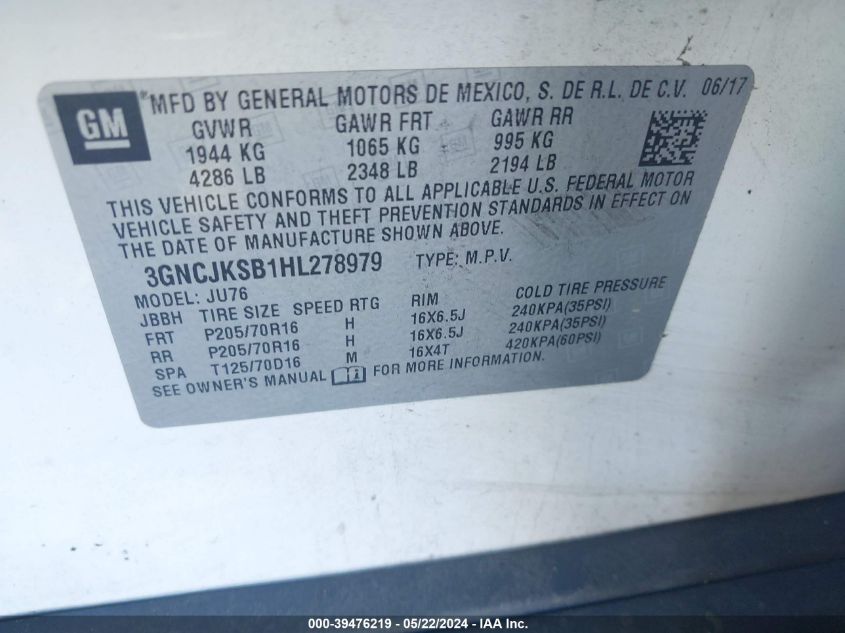 GM ® MFD BY GENERAL MOTORS DE MEXICO, S. DE R.L. DE C.V. 06/17
GVWR GAWR FRT GAWR RR
1944 KG 1065 KG 995 KG
4286 LB 2348 LB 2194 LB
THIS VEHICLE CONFORMS TO ALL APPLICABLE U.S. FEDERAL MOTOR
VEHICLE SAFETY AND THEFT PREVENTION STANDARDS IN EFFECT ON
THE DATE OF MANUFACTURE SHOWN ABOVE.
3GNCJKSB1HL278979 TYPE: M.P.V.
MODEL: JU76
JBBH TIRE SIZE SPEED RTG RIM COLD TIRE PRESSURE
FRT P205/70R16 H 16X6.5J 240KPA(35PSI)
RR P205/70R16 H 16X6.5J 240KPA(35PSI)
SPA T125/70D16 M 16X4T 420KPA(60PSI)
SEE OWNER'S MANUAL FOR MORE INFORMATION.
000-39476219 - 05/22/2024 - IAAI.com